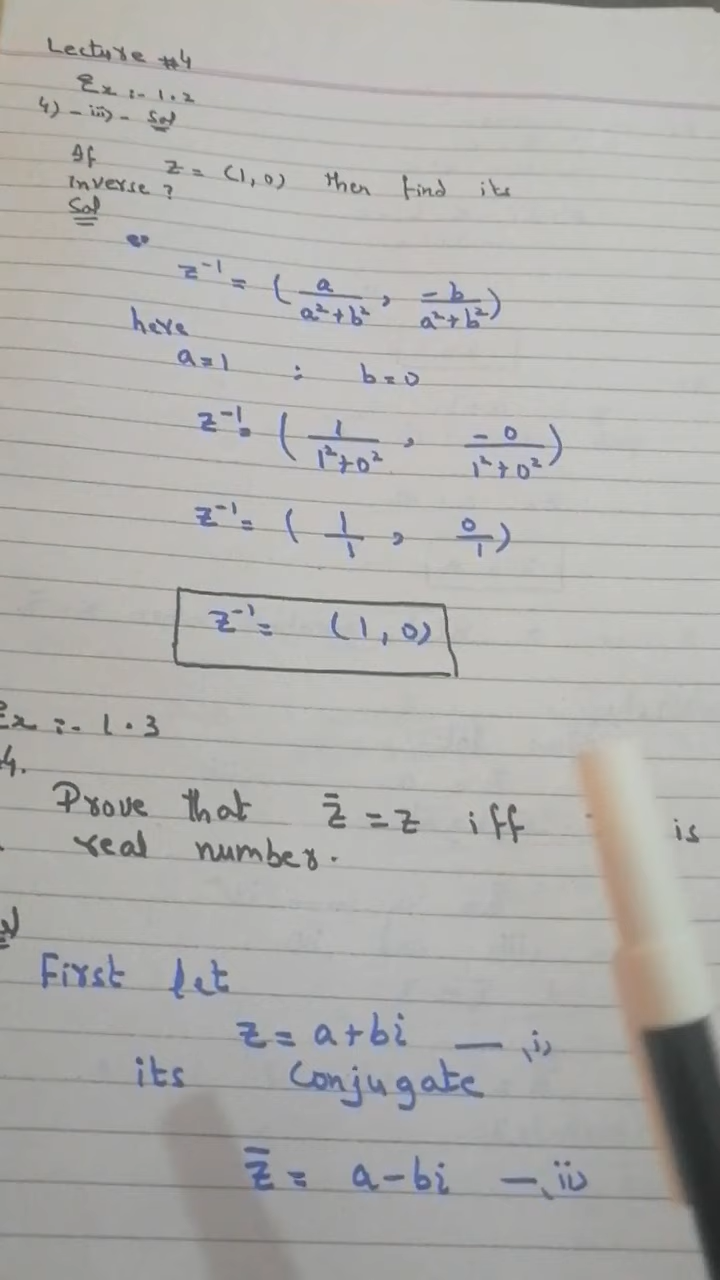 Lecture #4
Ex :- 1.2
4) - iii) - Sol
If z = (1,0) then find its
inverse ?
Sol
z⁻¹ = ( a/(a²+b²) , -b/(a²+b²) )
here
a=1 ; b=0
z⁻¹= ( 1/(1²+0²) , -0/(1²+0²) )
z⁻¹= ( 1/1 , 0/1 )
z⁻¹= (1,0)
Ex :- 1.3
4.
Prove that z̄ = z iff is
real number.
First let
z = a+bi — i)
its Conjugate
z̄ = a-bi — ii)